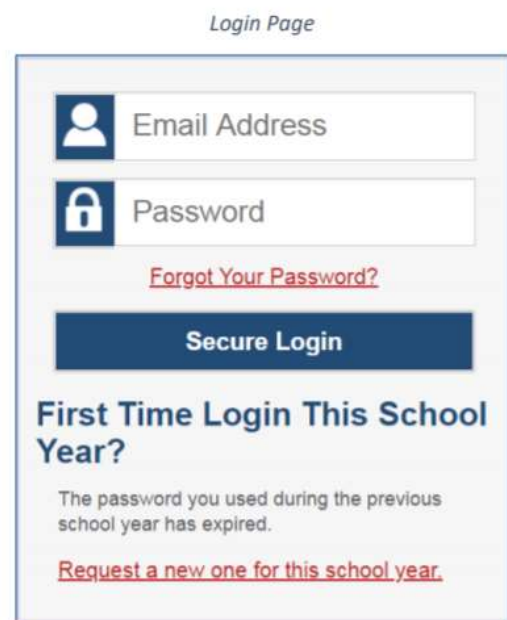 Login Page
Email Address
Password
Forgot Your Password?
Secure Login
First Time Login This School
Year?
The password you used during the previous
school year has expired.
Request a new one for this school year.